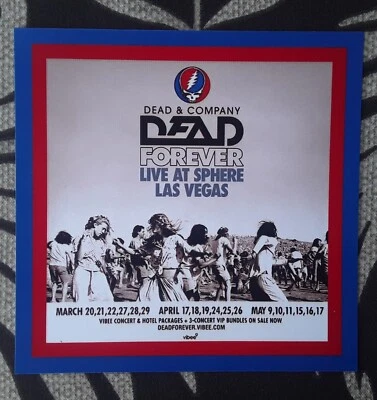 DEAD & COMPANY
DEAD
FOREVER
LIVE AT SPHERE
LAS VEGAS
MARCH 20,21,22,27,28,29 APRIL 17,18,19,24,25,26 MAY 9,10,11,15,16,17
VIBEE CONCERT & HOTEL PACKAGES + 3-CONCERT VIP BUNDLES ON SALE NOW
DEADFOREVER.VIBEE.COM
vibee